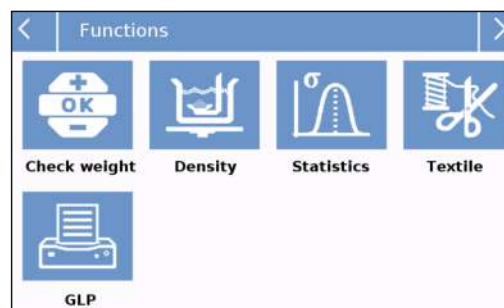 Functions
OK
σ
Check weight
Density
Statistics
Textile
GLP